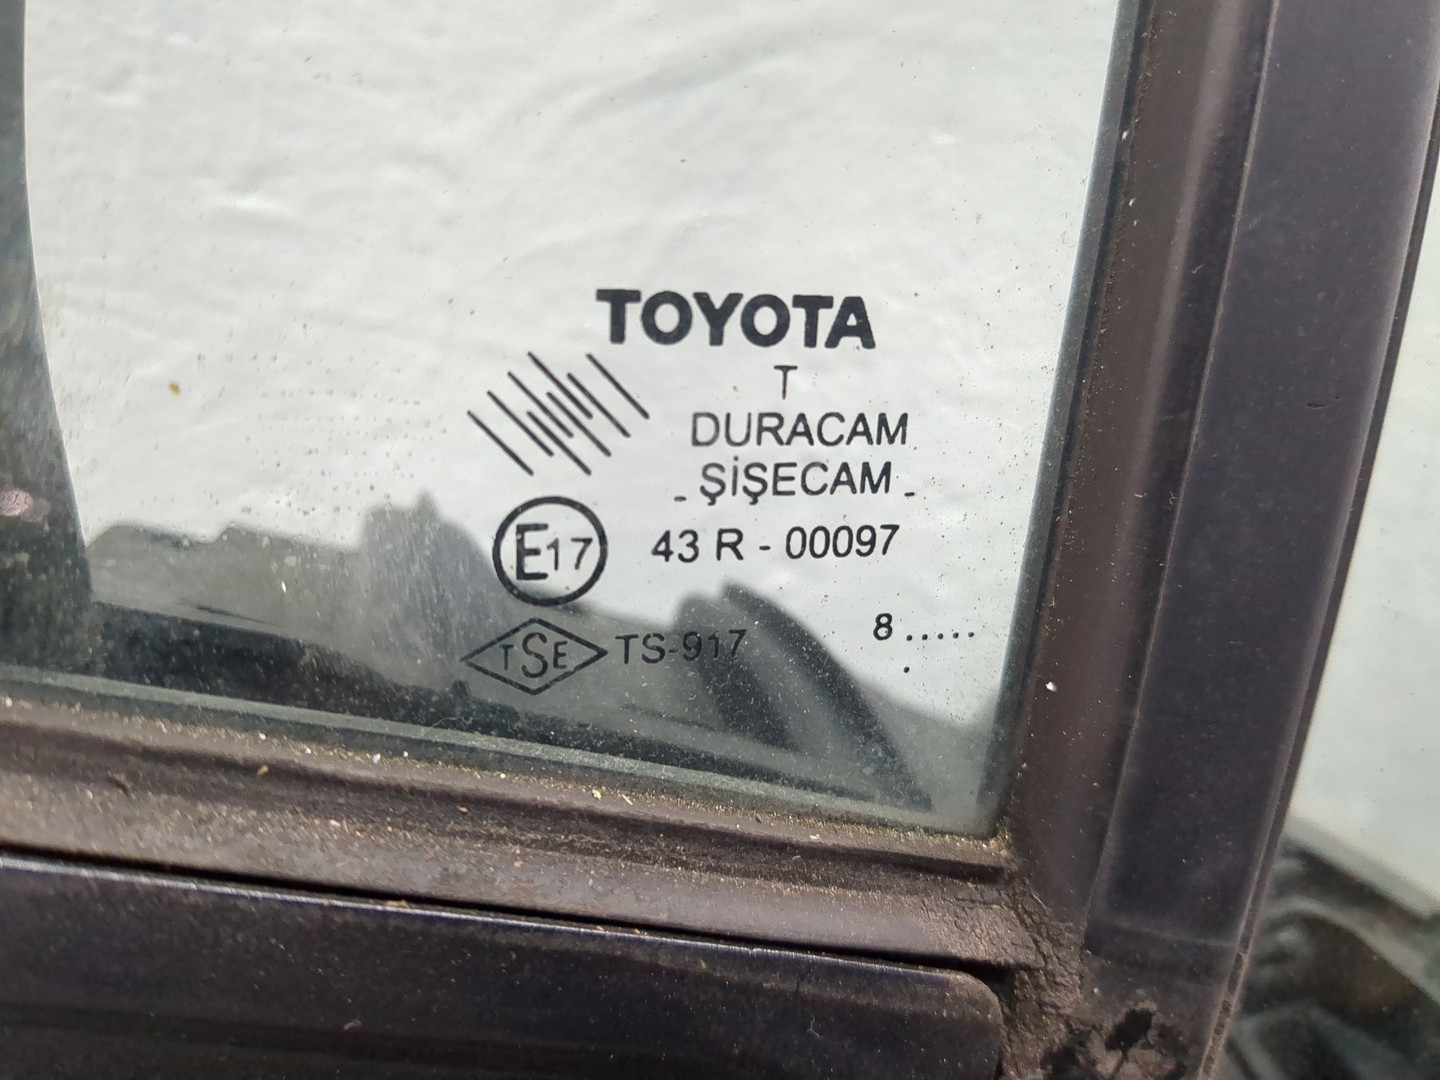 TOYOTA
T
DURACAM
- ŞİŞECAM -
E17 43 R - 00097
8 .....
.
TSE TS-917